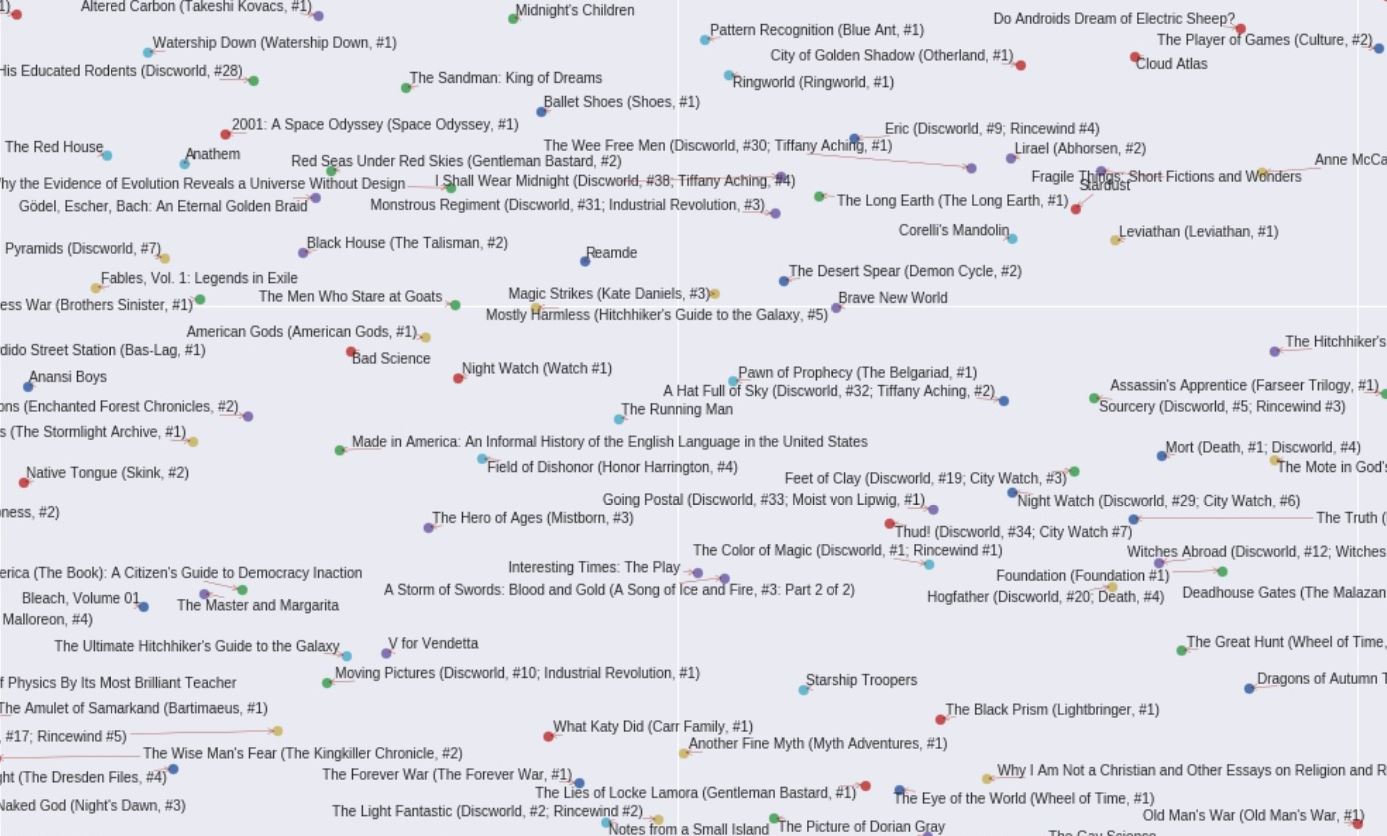 #1)
Altered Carbon (Takeshi Kovacs, #1)
Midnight's Children
Do Androids Dream of Electric Sheep?
Pattern Recognition (Blue Ant, #1)
The Player of Games (Culture, #2)
Watership Down (Watership Down, #1)
City of Golden Shadow (Otherland, #1)
Cloud Atlas
His Educated Rodents (Discworld, #28)
The Sandman: King of Dreams
Ringworld (Ringworld, #1)
Ballet Shoes (Shoes, #1)
2001: A Space Odyssey (Space Odyssey, #1)
Eric (Discworld, #9; Rincewind #4)
The Red House
Anathem
The Wee Free Men (Discworld, #30; Tiffany Aching, #1)
Lirael (Abhorsen, #2)
Red Seas Under Red Skies (Gentleman Bastard, #2)
Anne McCa
hy the Evidence of Evolution Reveals a Universe Without Design
I Shall Wear Midnight (Discworld, #38; Tiffany Aching, #4)
Fragile Things: Short Fictions and Wonders
Stardust
Gödel, Escher, Bach: An Eternal Golden Braid
Monstrous Regiment (Discworld, #31; Industrial Revolution, #3)
The Long Earth (The Long Earth, #1)
Corelli's Mandolin
Leviathan (Leviathan, #1)
Pyramids (Discworld, #7)
Black House (The Talisman, #2)
Reamde
The Desert Spear (Demon Cycle, #2)
Fables, Vol. 1: Legends in Exile
ess War (Brothers Sinister, #1)
The Men Who Stare at Goats
Magic Strikes (Kate Daniels, #3)
Brave New World
Mostly Harmless (Hitchhiker's Guide to the Galaxy, #5)
American Gods (American Gods, #1)
The Hitchhiker's
dido Street Station (Bas-Lag, #1)
Bad Science
Anansi Boys
Night Watch (Watch #1)
Pawn of Prophecy (The Belgariad, #1)
A Hat Full of Sky (Discworld, #32; Tiffany Aching, #2)
Assassin's Apprentice (Farseer Trilogy, #1)
ons (Enchanted Forest Chronicles, #2)
The Running Man
Sourcery (Discworld, #5; Rincewind #3)
s (The Stormlight Archive, #1)
Made in America: An Informal History of the English Language in the United States
Mort (Death, #1; Discworld, #4)
Native Tongue (Skink, #2)
Field of Dishonor (Honor Harrington, #4)
The Mote in God's
Feet of Clay (Discworld, #19; City Watch, #3)
Going Postal (Discworld, #33; Moist von Lipwig, #1)
Night Watch (Discworld, #29; City Watch, #6)
ness, #2)
The Hero of Ages (Mistborn, #3)
The Truth (
Thud! (Discworld, #34; City Watch #7)
The Color of Magic (Discworld, #1; Rincewind #1)
Witches Abroad (Discworld, #12; Witches
erica (The Book): A Citizen's Guide to Democracy Inaction
Interesting Times: The Play
Foundation (Foundation #1)
A Storm of Swords: Blood and Gold (A Song of Ice and Fire, #3: Part 2 of 2)
Hogfather (Discworld, #20; Death, #4)
Deadhouse Gates (The Malazan
Bleach, Volume 01
The Master and Margarita
Malloreon, #4)
The Ultimate Hitchhiker's Guide to the Galaxy
V for Vendetta
The Great Hunt (Wheel of Time,
Moving Pictures (Discworld, #10; Industrial Revolution, #1)
f Physics By Its Most Brilliant Teacher
Starship Troopers
Dragons of Autumn T
The Amulet of Samarkand (Bartimaeus, #1)
The Black Prism (Lightbringer, #1)
, #17; Rincewind #5)
What Katy Did (Carr Family, #1)
Another Fine Myth (Myth Adventures, #1)
The Wise Man's Fear (The Kingkiller Chronicle, #2)
ght (The Dresden Files, #4)
The Forever War (The Forever War, #1)
Why I Am Not a Christian and Other Essays on Religion and R
The Lies of Locke Lamora (Gentleman Bastard, #1)
The Eye of the World (Wheel of Time, #1)
Naked God (Night's Dawn, #3)
The Light Fantastic (Discworld, #2; Rincewind #2)
Old Man's War (Old Man's War, #1)
Notes from a Small Island
The Picture of Dorian Gray
The Gay Science